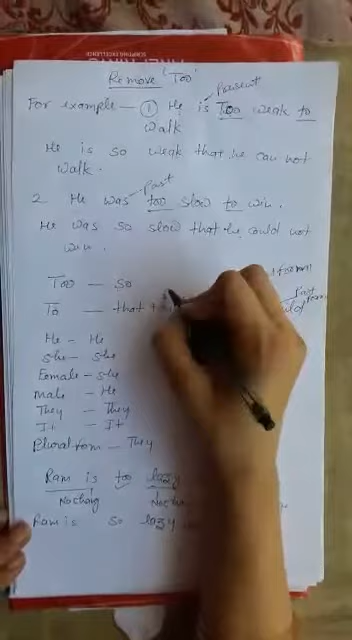 Remove 'Too'
Present
For example — ① He is Too weak to
walk
He is so weak that he can not
walk.
Past
2. He was too slow to win.
He was so slow that he could not
win.
Too — so
To — that +
He — He
She — She
Female — she
male — He
They — They
It — It
Plural form — They
Ram is too lazy
No chang
Ram is so lazy